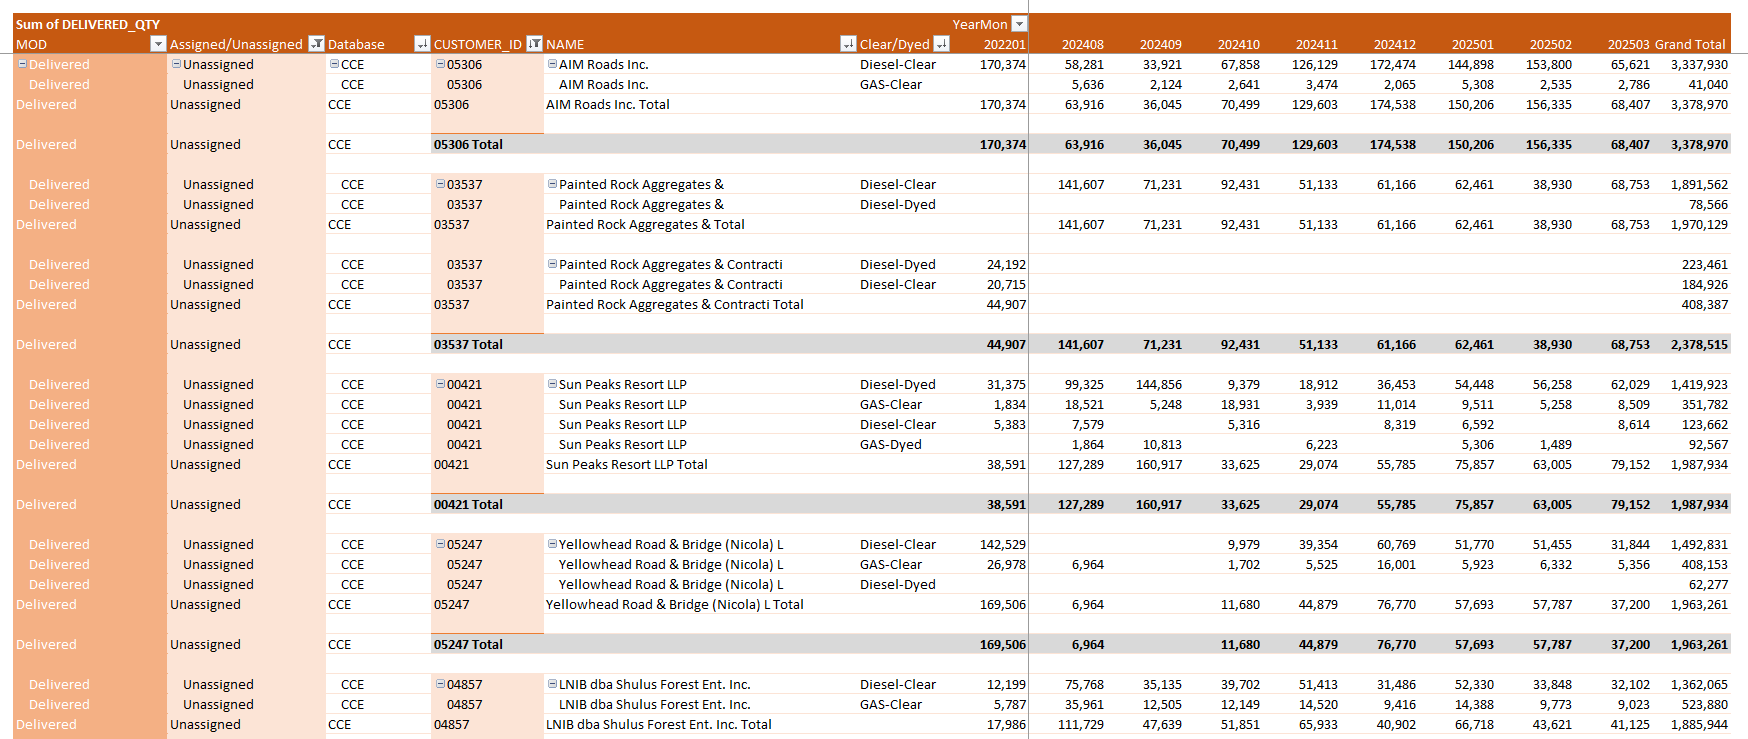 Sum of DELIVERED_QTY YearMon
MOD Assigned/Unassigned Database CUSTOMER_ID NAME Clear/Dyed 202201 202408 202409 202410 202411 202412 202501 202502 202503 Grand Total
Delivered Unassigned CCE 05306 AIM Roads Inc. Diesel-Clear 170,374 58,281 33,921 67,858 126,129 172,474 144,898 153,800 65,621 3,337,930
Delivered Unassigned CCE 05306 AIM Roads Inc. GAS-Clear 5,636 2,124 2,641 3,474 2,065 5,308 2,535 2,786 41,040
Delivered Unassigned CCE 05306 AIM Roads Inc. Total 170,374 63,916 36,045 70,499 129,603 174,538 150,206 156,335 68,407 3,378,970
Delivered Unassigned CCE 05306 Total 170,374 63,916 36,045 70,499 129,603 174,538 150,206 156,335 68,407 3,378,970
Delivered Unassigned CCE 03537 Painted Rock Aggregates & Diesel-Clear 141,607 71,231 92,431 51,133 61,166 62,461 38,930 68,753 1,891,562
Delivered Unassigned CCE 03537 Painted Rock Aggregates & Diesel-Dyed 78,566
Delivered Unassigned CCE 03537 Painted Rock Aggregates & Total 141,607 71,231 92,431 51,133 61,166 62,461 38,930 68,753 1,970,129
Delivered Unassigned CCE 03537 Painted Rock Aggregates & Contracti Diesel-Dyed 24,192 223,461
Delivered Unassigned CCE 03537 Painted Rock Aggregates & Contracti Diesel-Clear 20,715 184,926
Delivered Unassigned CCE 03537 Painted Rock Aggregates & Contracti Total 44,907 408,387
Delivered Unassigned CCE 03537 Total 44,907 141,607 71,231 92,431 51,133 61,166 62,461 38,930 68,753 2,378,515
Delivered Unassigned CCE 00421 Sun Peaks Resort LLP Diesel-Dyed 31,375 99,325 144,856 9,379 18,912 36,453 54,448 56,258 62,029 1,419,923
Delivered Unassigned CCE 00421 Sun Peaks Resort LLP GAS-Clear 1,834 18,521 5,248 18,931 3,939 11,014 9,511 5,258 8,509 351,782
Delivered Unassigned CCE 00421 Sun Peaks Resort LLP Diesel-Clear 5,383 7,579 5,316 8,319 6,592 8,614 123,662
Delivered Unassigned CCE 00421 Sun Peaks Resort LLP GAS-Dyed 1,864 10,813 6,223 5,306 1,489 92,567
Delivered Unassigned CCE 00421 Sun Peaks Resort LLP Total 38,591 127,289 160,917 33,625 29,074 55,785 75,857 63,005 79,152 1,987,934
Delivered Unassigned CCE 00421 Total 38,591 127,289 160,917 33,625 29,074 55,785 75,857 63,005 79,152 1,987,934
Delivered Unassigned CCE 05247 Yellowhead Road & Bridge (Nicola) L Diesel-Clear 142,529 9,979 39,354 60,769 51,770 51,455 31,844 1,492,831
Delivered Unassigned CCE 05247 Yellowhead Road & Bridge (Nicola) L GAS-Clear 26,978 6,964 1,702 5,525 16,001 5,923 6,332 5,356 408,153
Delivered Unassigned CCE 05247 Yellowhead Road & Bridge (Nicola) L Diesel-Dyed 62,277
Delivered Unassigned CCE 05247 Yellowhead Road & Bridge (Nicola) L Total 169,506 6,964 11,680 44,879 76,770 57,693 57,787 37,200 1,963,261
Delivered Unassigned CCE 05247 Total 169,506 6,964 11,680 44,879 76,770 57,693 57,787 37,200 1,963,261
Delivered Unassigned CCE 04857 LNIB dba Shulus Forest Ent. Inc. Diesel-Clear 12,199 75,768 35,135 39,702 51,413 31,486 52,330 33,848 32,102 1,362,065
Delivered Unassigned CCE 04857 LNIB dba Shulus Forest Ent. Inc. GAS-Clear 5,787 35,961 12,505 12,149 14,520 9,416 14,388 9,773 9,023 523,880
Delivered Unassigned CCE 04857 LNIB dba Shulus Forest Ent. Inc. Total 17,986 111,729 47,639 51,851 65,933 40,902 66,718 43,621 41,125 1,885,944